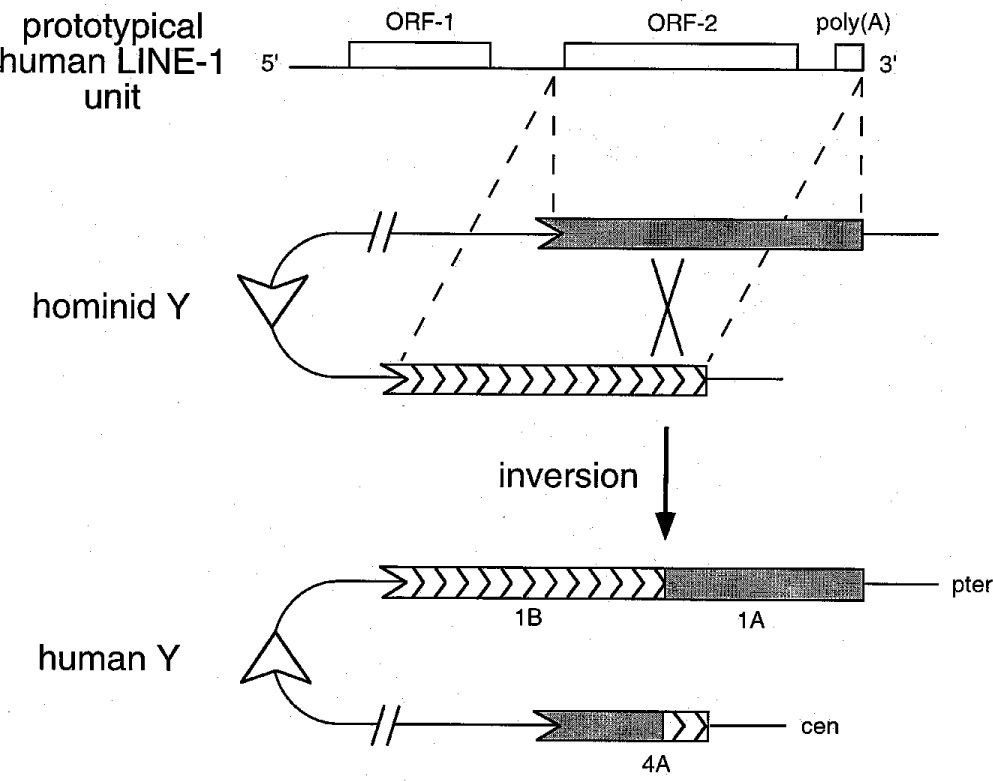 prototypical
human LINE-1
unit
ORF-1
ORF-2
poly(A)
5'
3'
hominid Y
inversion
pter
1B
1A
human Y
cen
4A